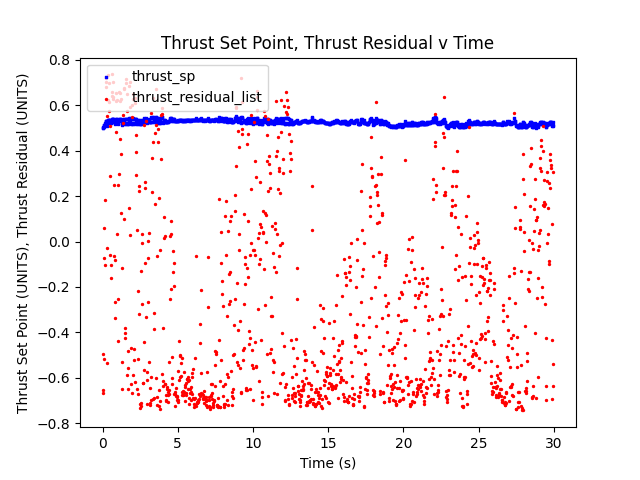 Thrust Set Point, Thrust Residual v Time
thrust_sp
thrust_residual_list
Thrust Set Point (UNITS), Thrust Residual (UNITS)
0.8
0.6
0.4
0.2
0.0
−0.2
−0.4
−0.6
−0.8
0 5 10 15 20 25 30
Time (s)